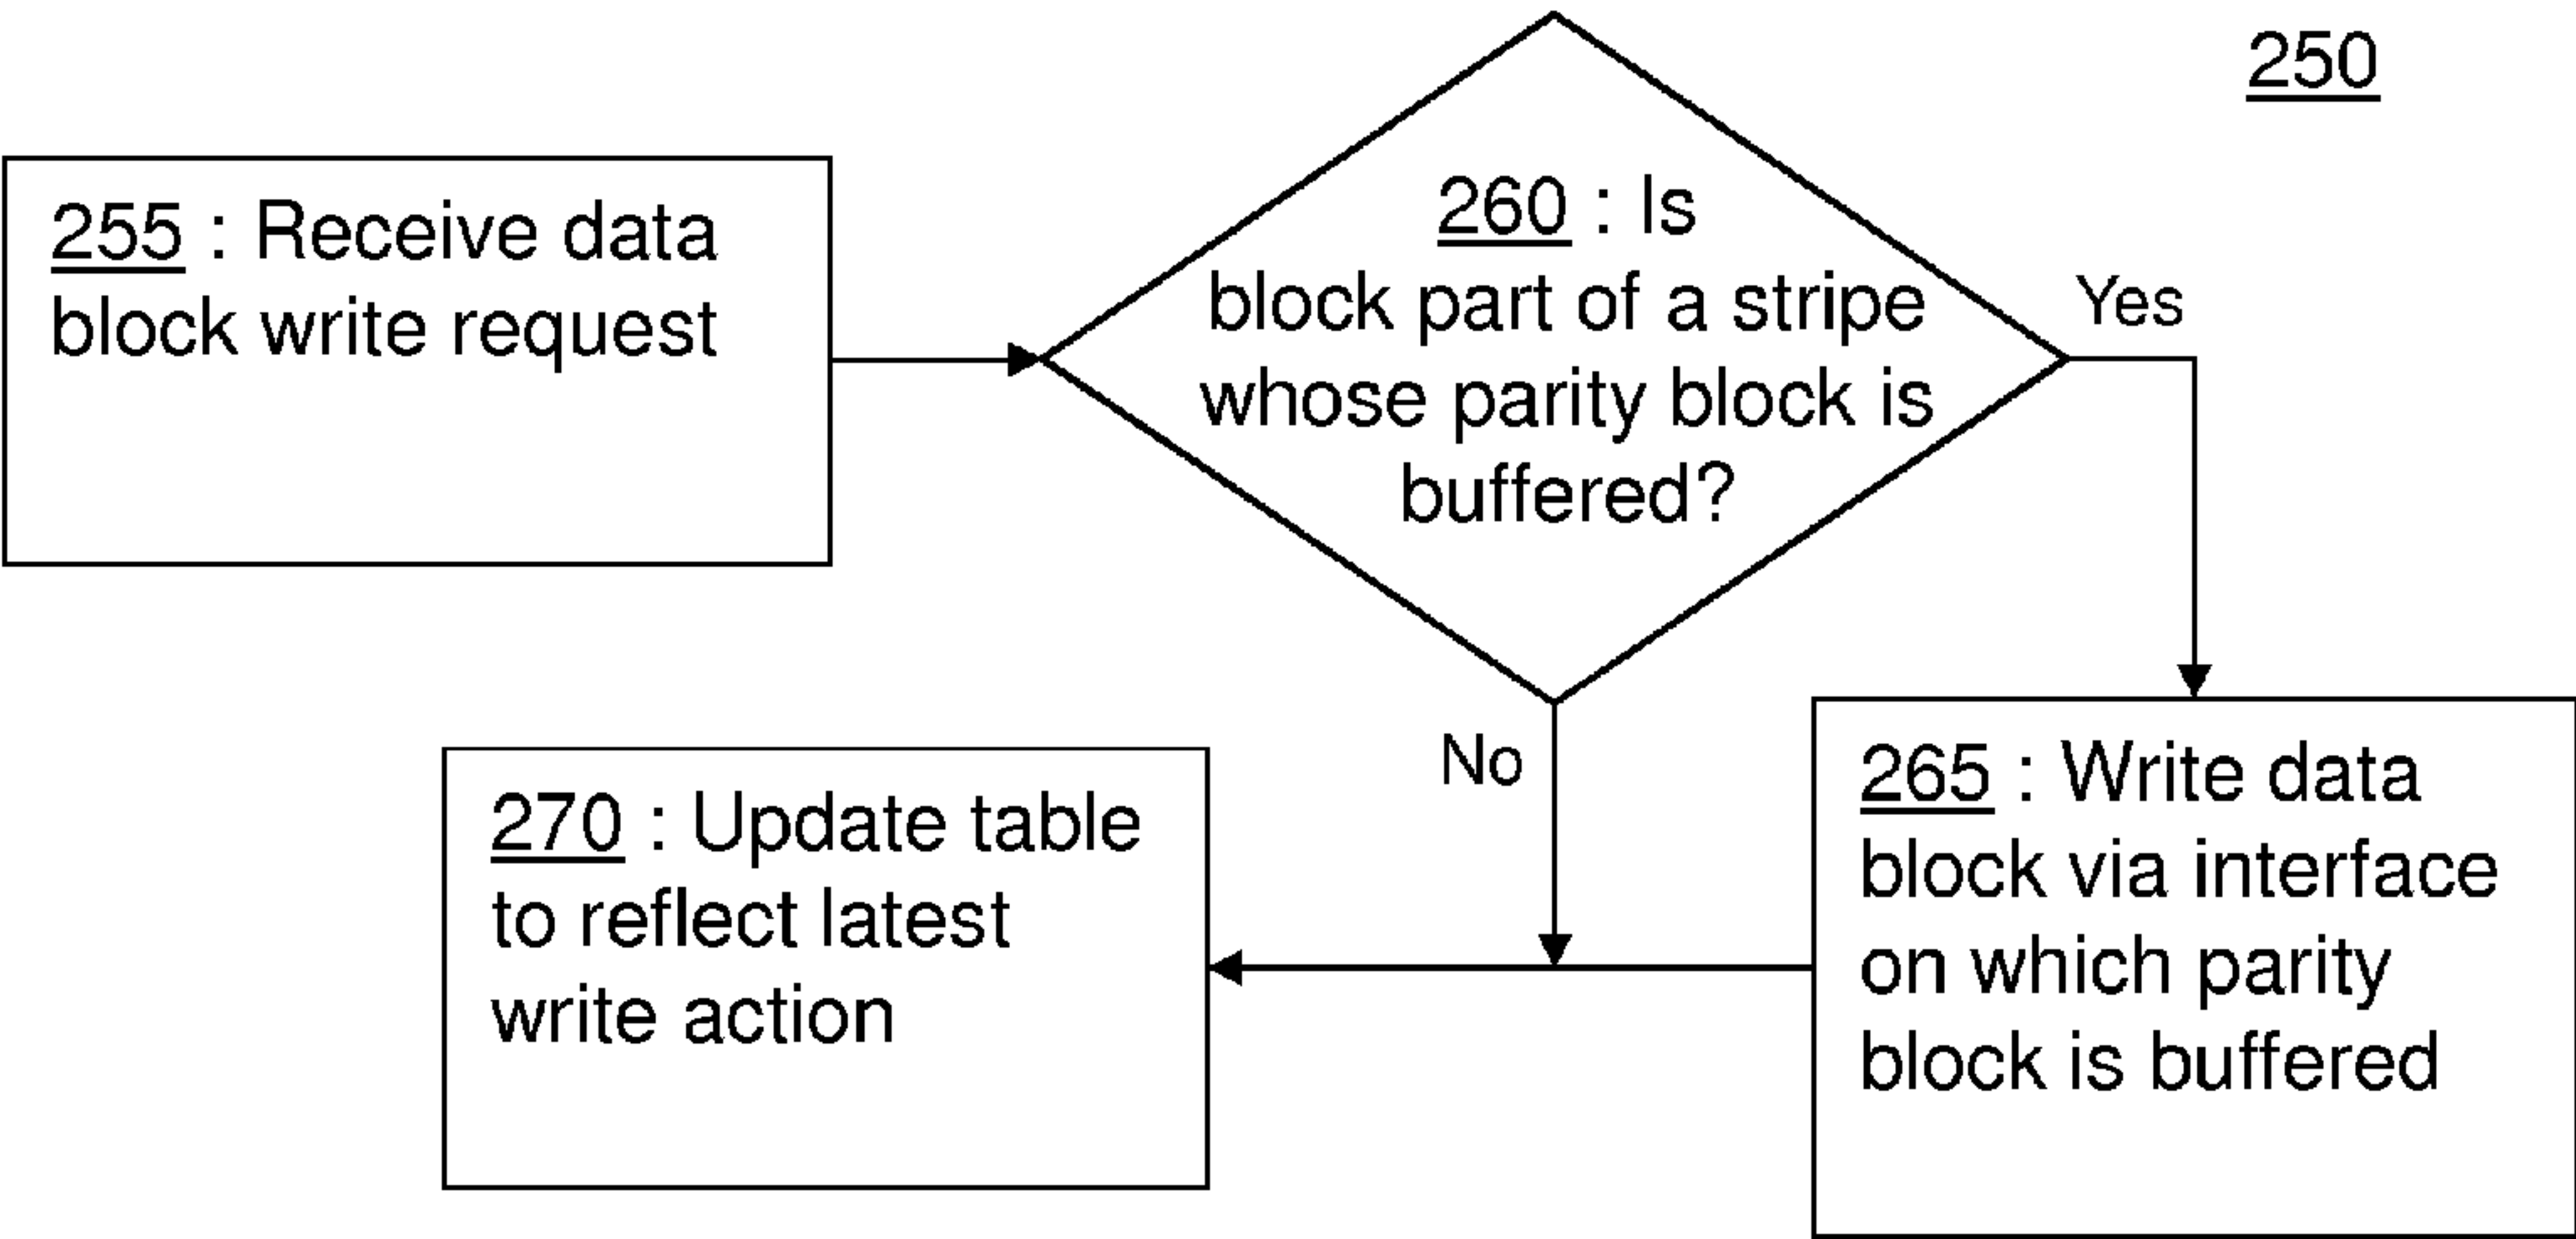 250
255 : Receive data
block write request
260 : Is
block part of a stripe
whose parity block is
buffered?
Yes
No
265 : Write data
block via interface
on which parity
block is buffered
270 : Update table
to reflect latest
write action